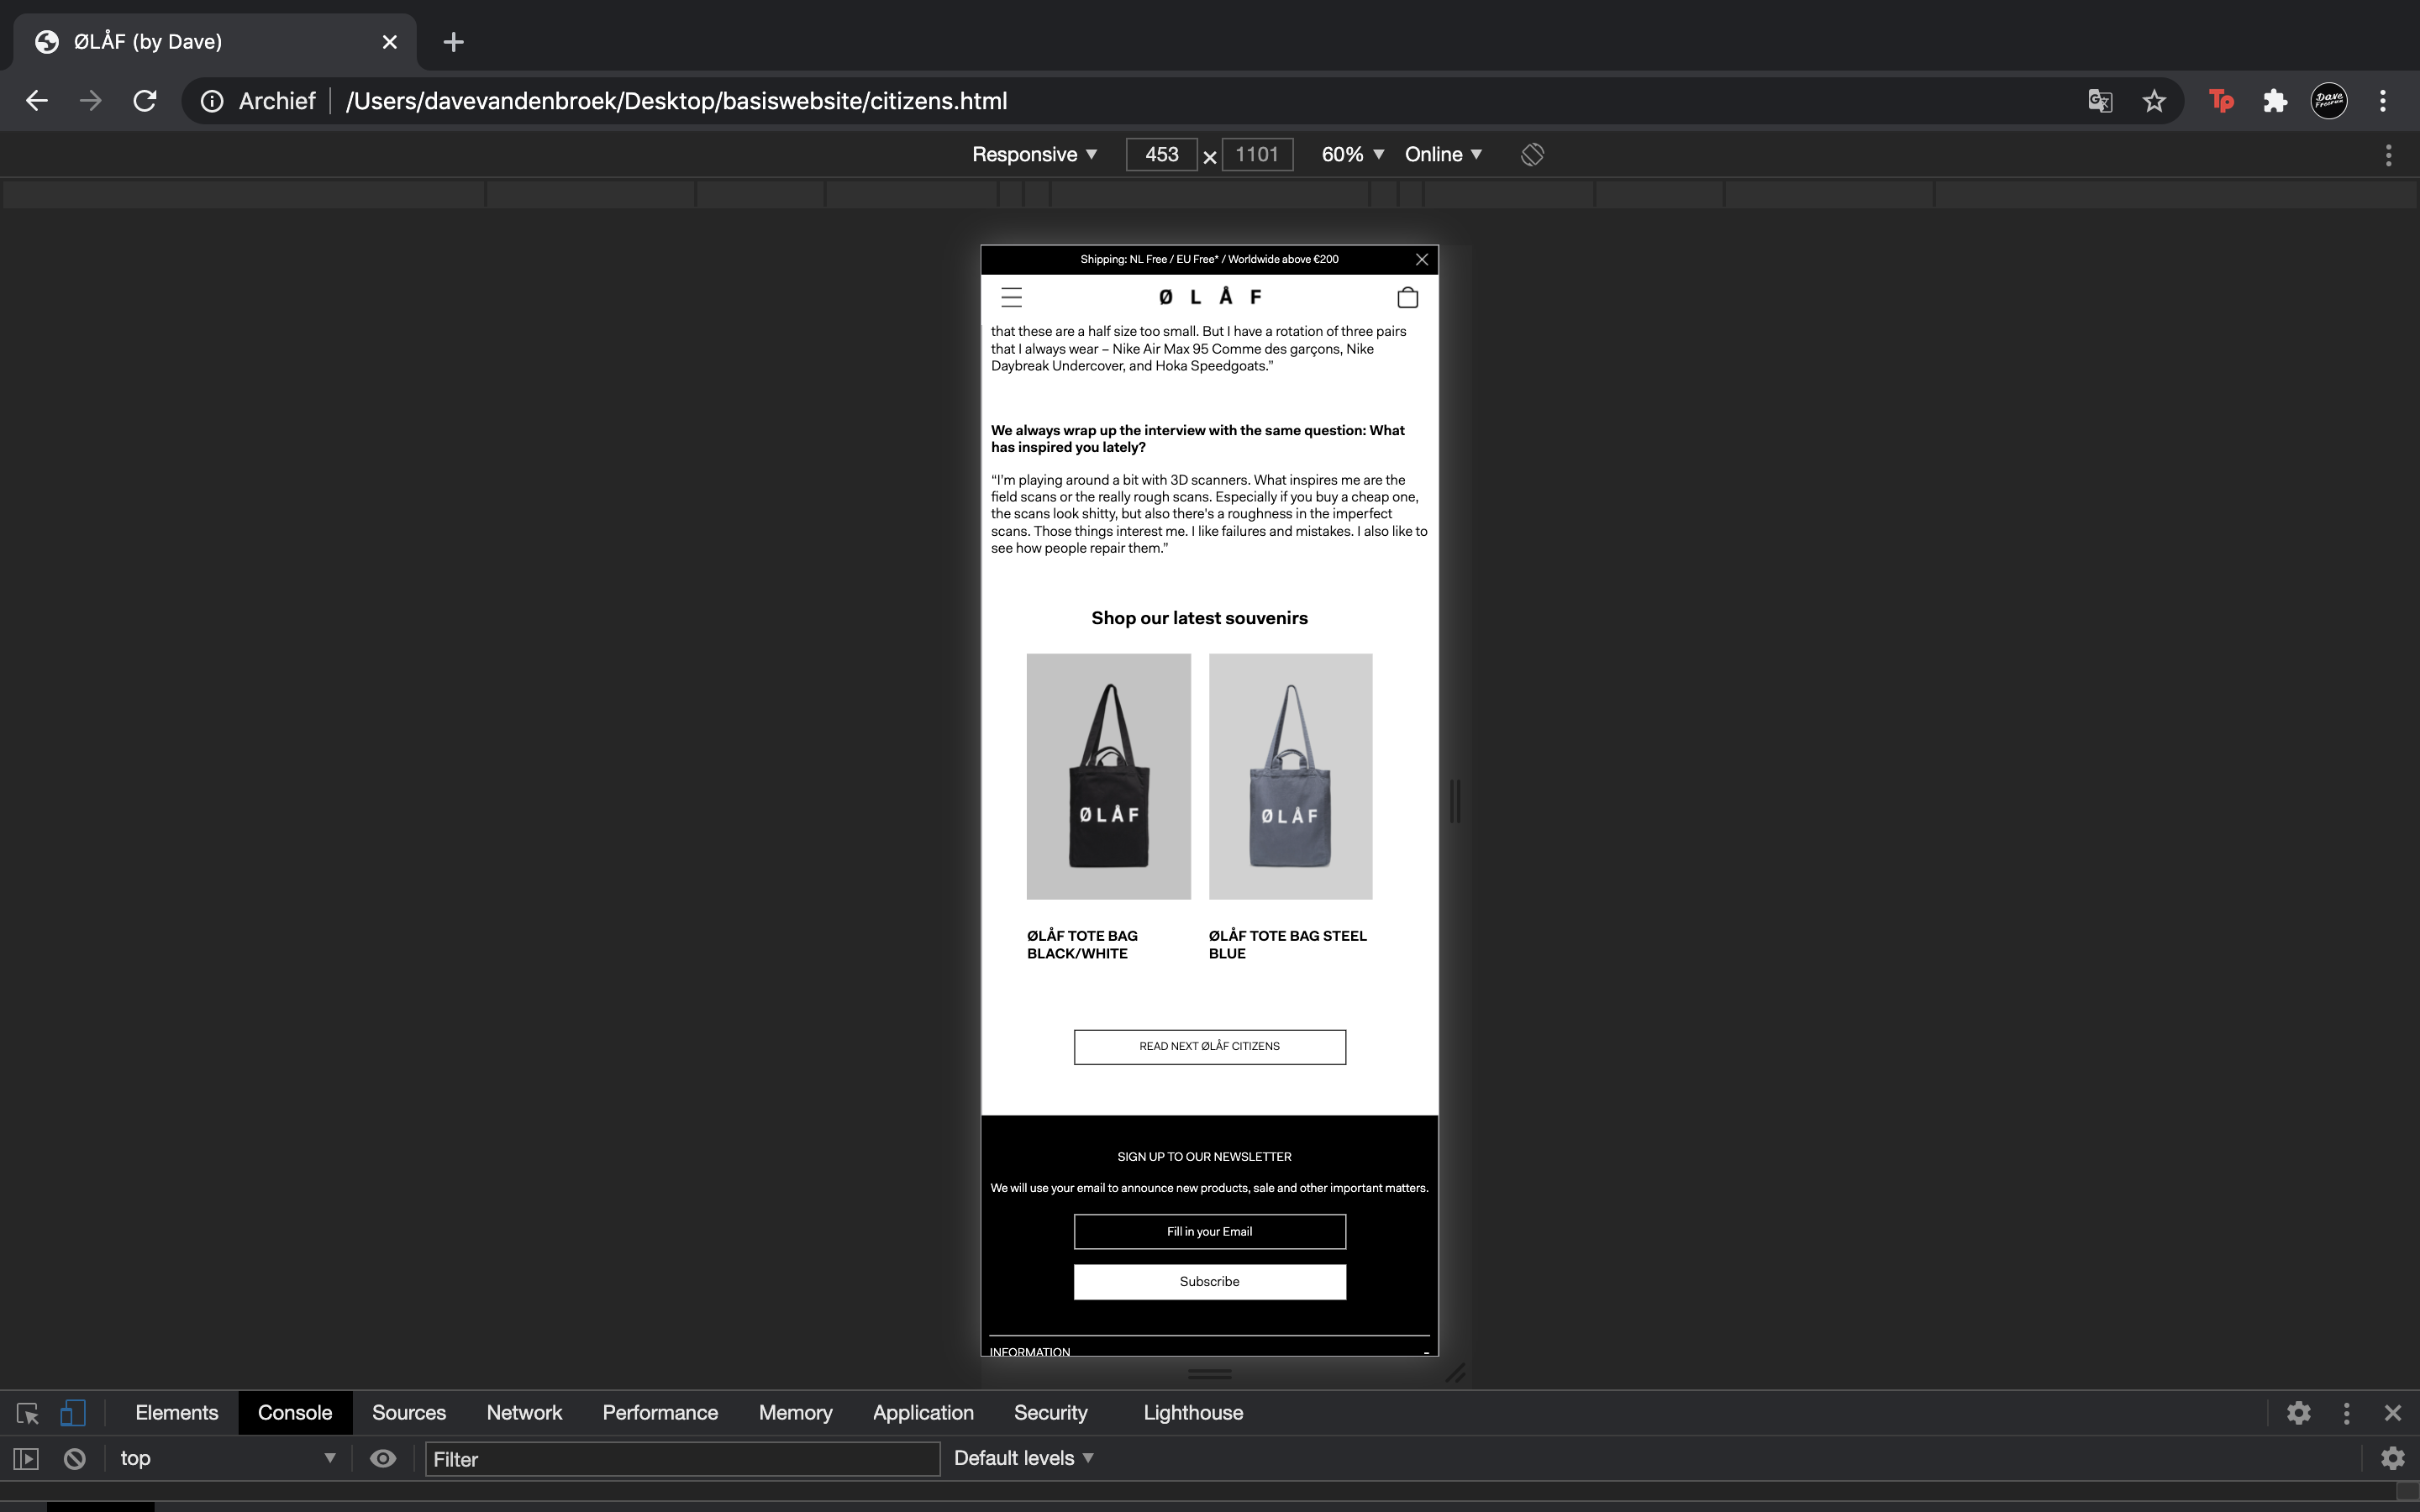 ØLÅF (by Dave)
Archief /Users/davevandenbroek/Desktop/basiswebsite/citizens.html
Tp
Dave
Responsive 453 × 1101 60% Online
Shipping: NL Free / EU Free* / Worldwide above €200
Ø L Å F
that these are a half size too small. But I have a rotation of three pairs
that I always wear – Nike Air Max 95 Comme des garçons, Nike
Daybreak Undercover, and Hoka Speedgoats.”
We always wrap up the interview with the same question: What
has inspired you lately?
“I’m playing around a bit with 3D scanners. What inspires me are the
field scans or the really rough scans. Especially if you buy a cheap one,
the scans look shitty, but also there's a roughness in the imperfect
scans. Those things interest me. I like failures and mistakes. I also like to
see how people repair them.”
Shop our latest souvenirs
ØLÅF
ØLÅF
ØLÅF TOTE BAG
BLACK/WHITE
ØLÅF TOTE BAG STEEL
BLUE
READ NEXT ØLÅF CITIZENS
SIGN UP TO OUR NEWSLETTER
We will use your email to announce new products, sale and other important matters.
Fill in your Email
Subscribe
INFORMATION -
Elements Console Sources Network Performance Memory Application Security Lighthouse
top Filter Default levels